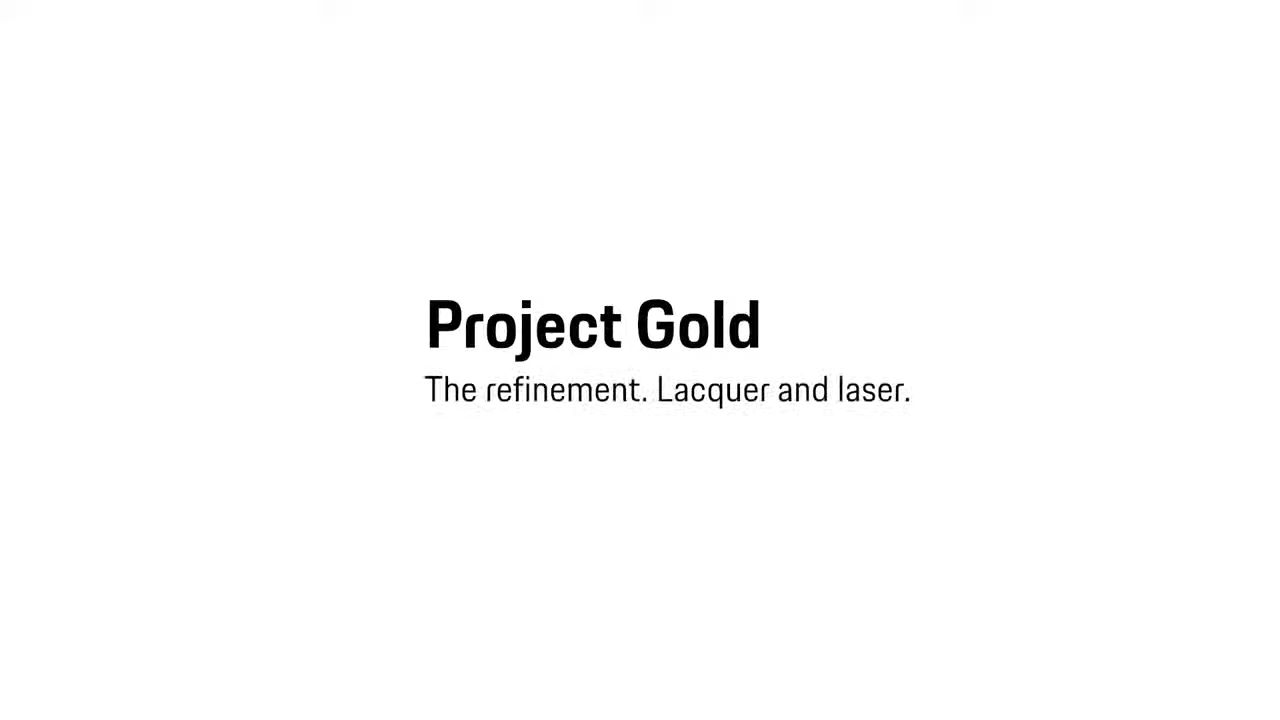 Project Gold
The refinement. Lacquer and laser.